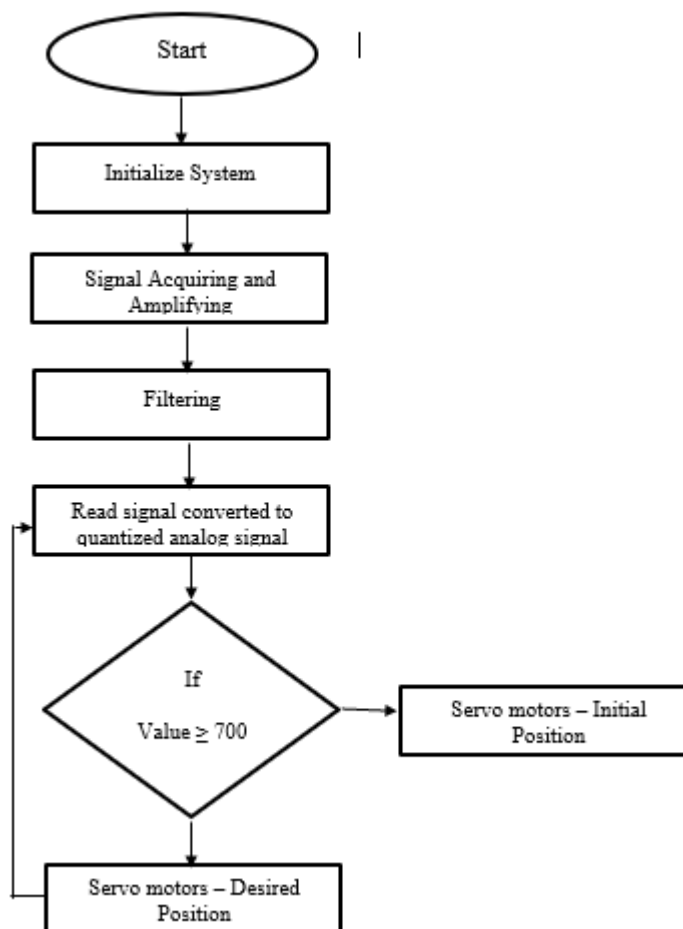 Start
Initialize System
Signal Acquiring and
Amplifying
Filtering
Read signal converted to
quantized analog signal
If
Value ≥ 700
Servo motors – Initial
Position
Servo motors – Desired
Position